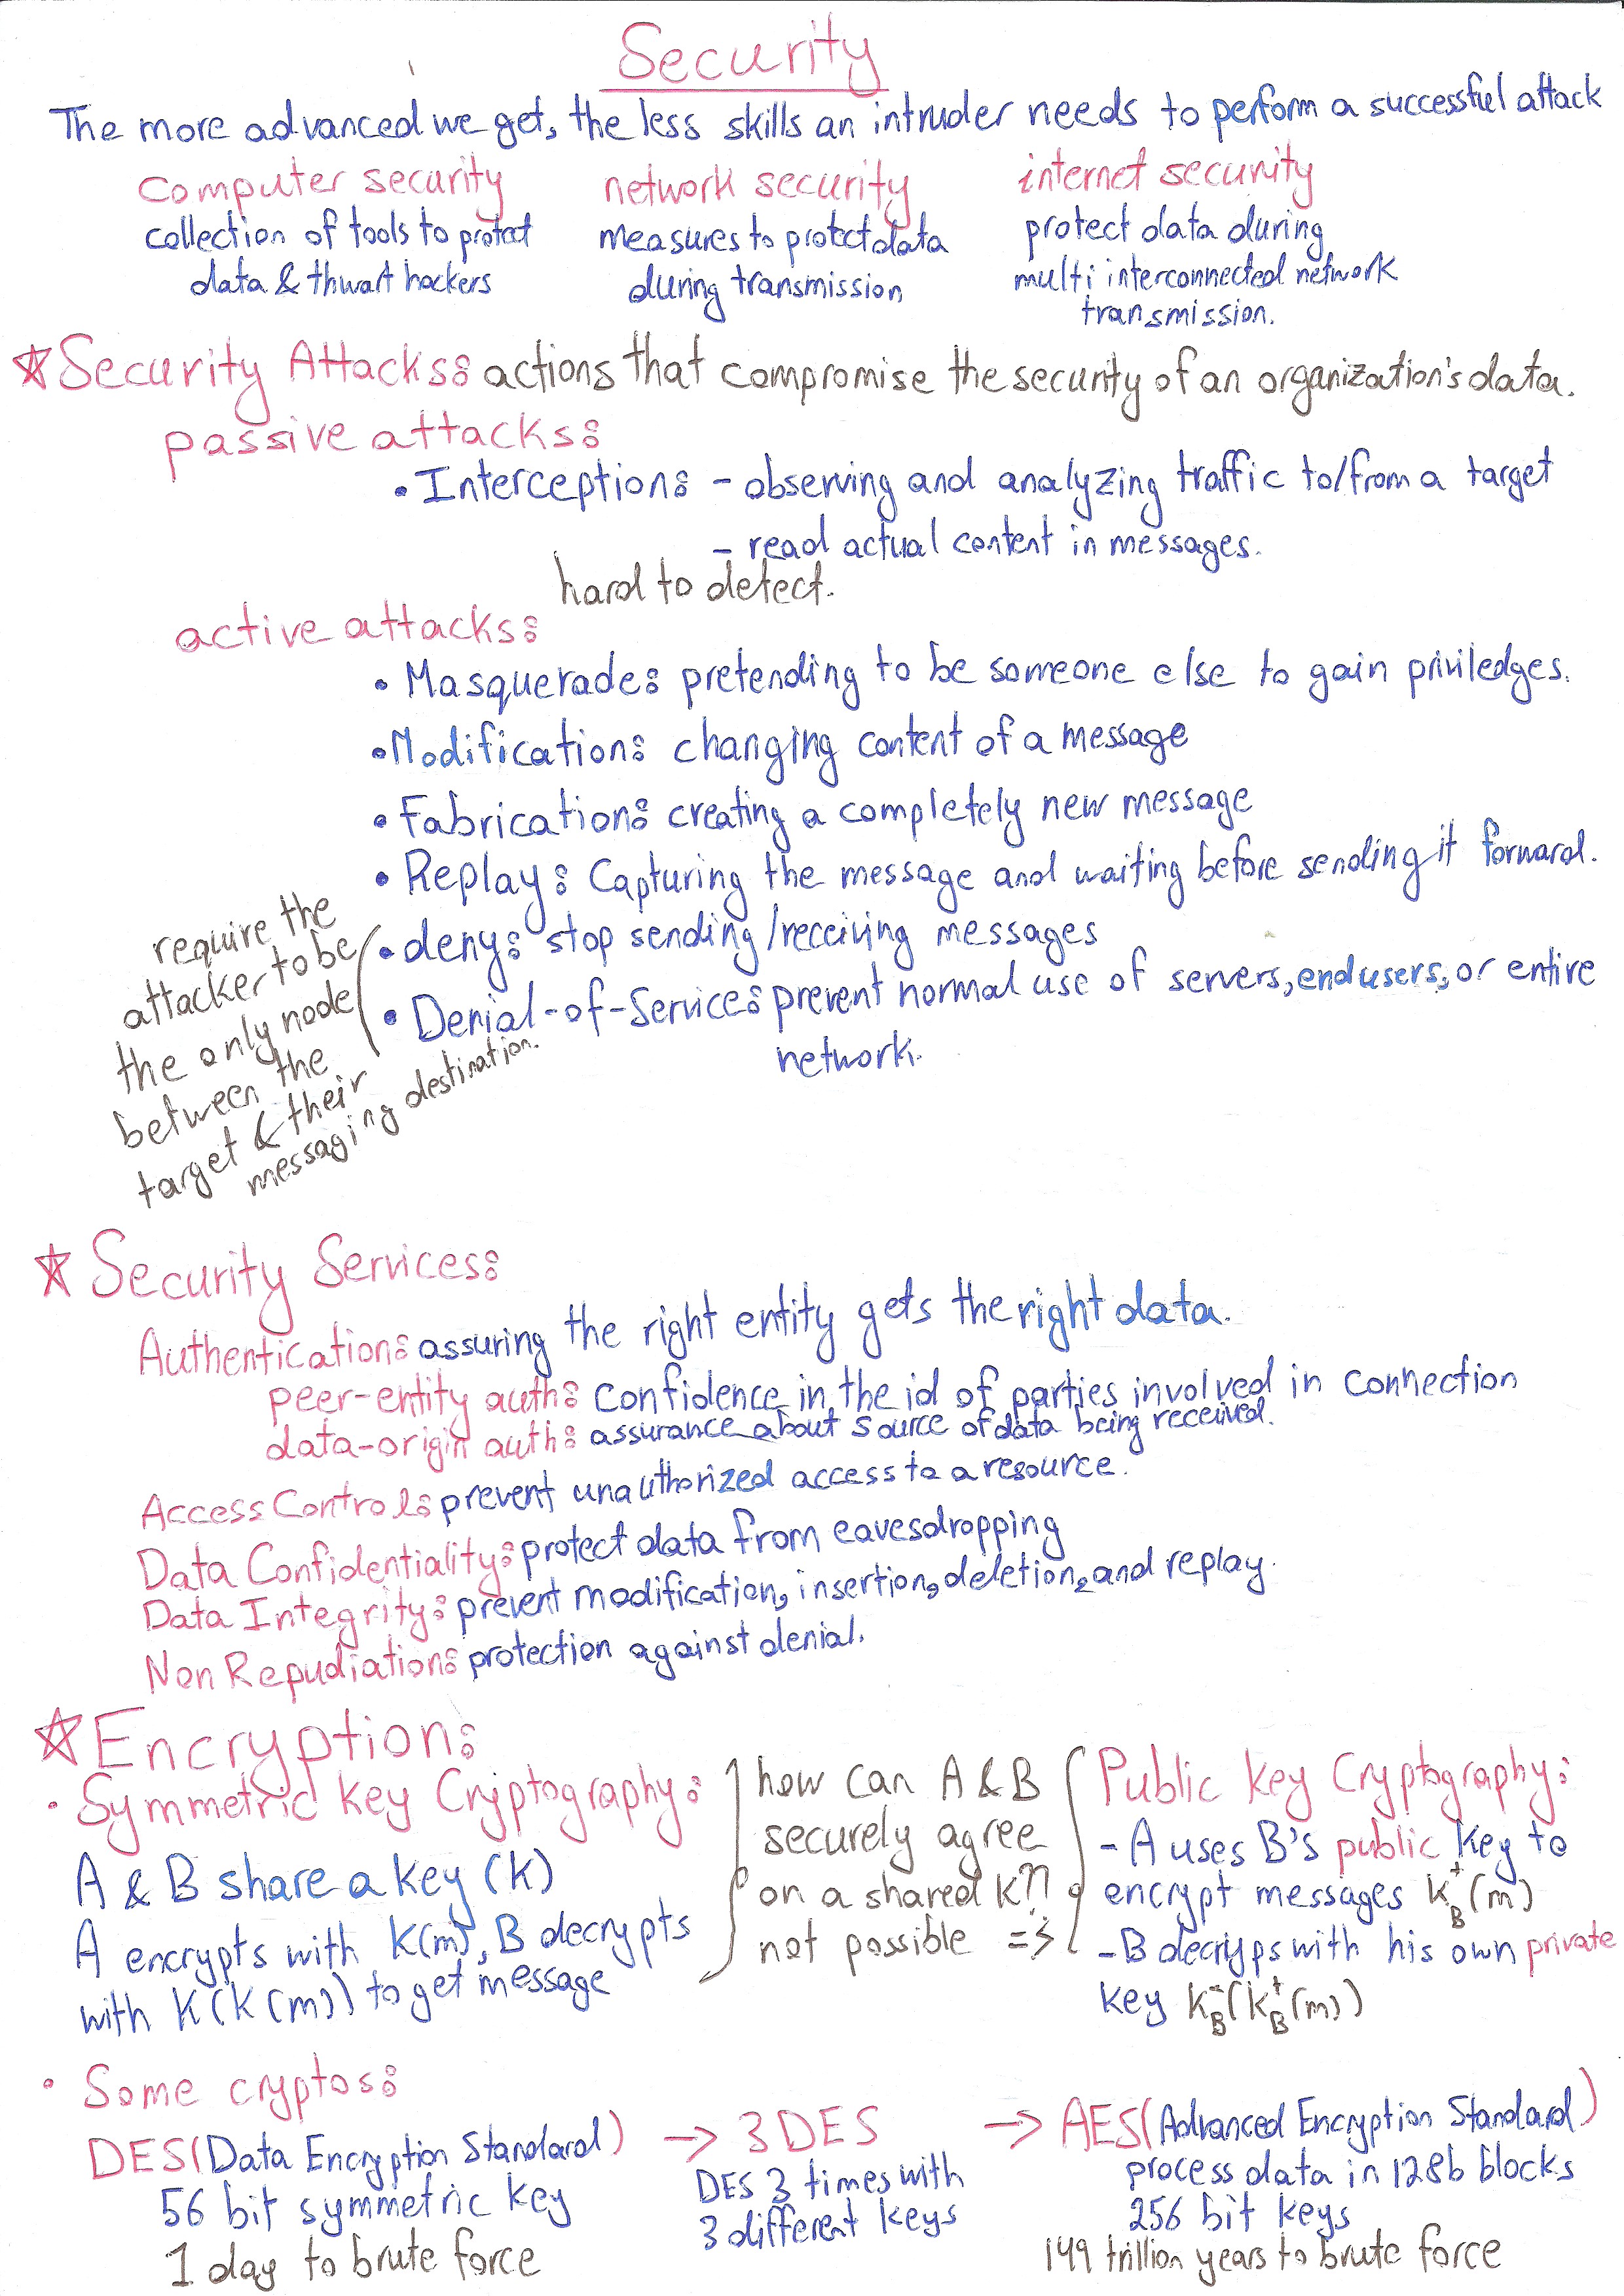 Security
The more advanced we get, the less skills an intruder needs to perform a successful attack
computer security
collection of tools to protect
data & thwart hackers
network security
measures to protect data
during transmission
internet security
protect data during
multi interconnected network
transmission.
☆ Security Attacks: actions that compromise the security of an organization's data.
passive attacks:
• Interception: - observing and analyzing traffic to/from a target
- read actual content in messages.
hard to detect.
active attacks:
• Masquerade: pretending to be someone else to gain priviledges.
• Modification: changing content of a message
• Fabrication: creating a completely new message
• Replay: Capturing the message and waiting before sending it forward.
• deny: stop sending/receiving messages
• Denial-of-Service: prevent normal use of servers, end users, or entire
network.
require the
attacker to be
the only node
between the
target & their
messaging destination.
☆ Security Services:
Authentication: assuring the right entity gets the right data.
peer-entity auth: confidence in the id of parties involved in connection
data-origin auth: assurance about source of data being received.
Access Control: prevent unauthorized access to a resource.
Data Confidentiality: protect data from eavesdropping
Data Integrity: prevent modification, insertion, deletion, and replay.
Non Repudiation: protection against denial.
☆ Encryption:
• Symmetric key Cryptography:
A & B share a key (K)
A encrypts with K(m), B decrypts
with K(K(m)) to get message
how can A & B
securely agree
on a shared K??
not possible =>
Public key Cryptography:
- A uses B's public key to
encrypt messages K⁺B(m)
- B decryps with his own private
key K⁻B(K⁺B(m))
• Some cryptos:
DES(Data Encryption Standard)
56 bit symmetric key
1 day to brute force
→ 3DES
DES 3 times with
3 different keys
→ AES(Advanced Encryption Standard)
process data in 128b blocks
256 bit keys
149 trillion years to brute force